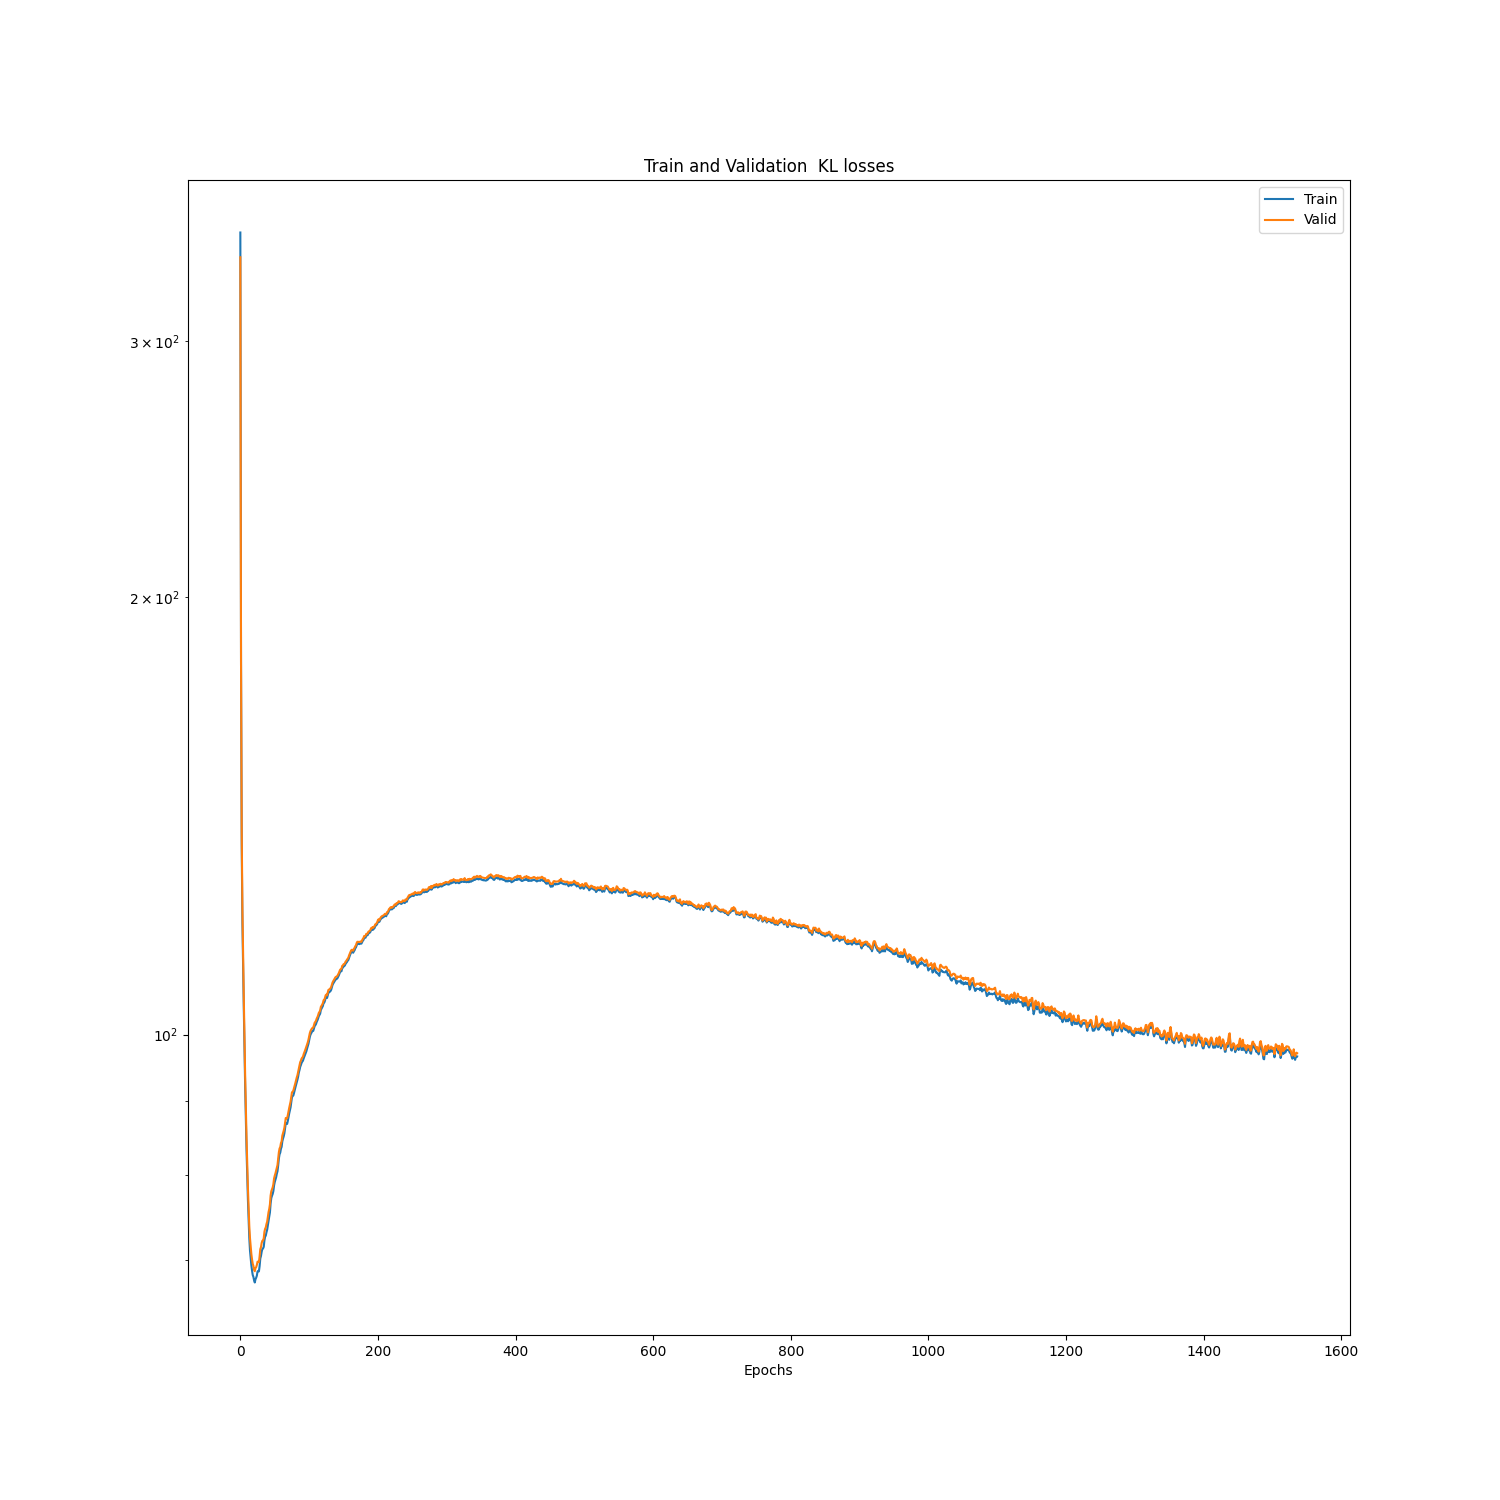 Train and Validation  KL losses
Train
Valid
3 × 10²
2 × 10²
10²
0 200 400 600 800 1000 1200 1400 1600
Epochs